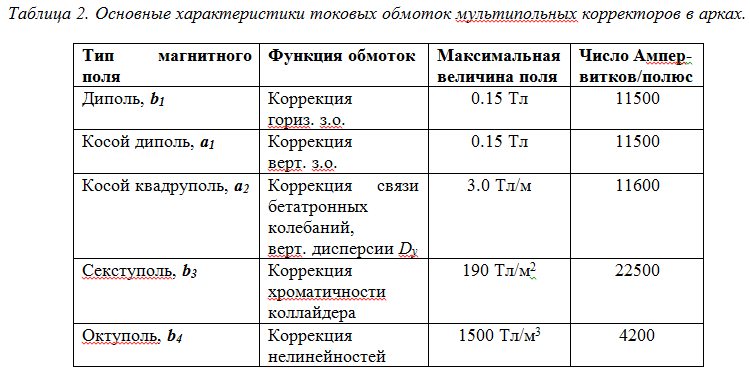 Таблица 2. Основные характеристики токовых обмоток мультипольных корректоров в арках.
Тип магнитного поля
Функция обмоток
Максимальная величина поля
Число Ампер-витков/полюс
Диполь, b1
Коррекция гориз. з.о.
0.15 Тл
11500
Косой диполь, a1
Коррекция верт. з.о.
0.15 Тл
11500
Косой квадруполь, a2
Коррекция связи бетатронных колебаний, верт. дисперсии Dy
3.0 Тл/м
11600
Секступоль, b3
Коррекция хроматичности коллайдера
190 Тл/м2
22500
Октуполь, b4
Коррекция нелинейностей
1500 Тл/м3
4200